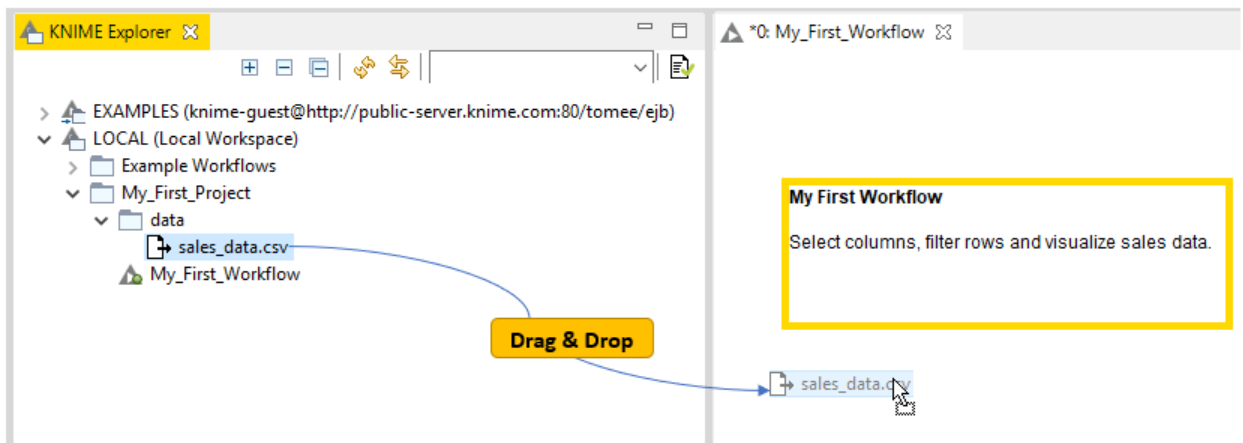 KNIME Explorer
*0: My_First_Workflow
EXAMPLES (knime-guest@http://public-server.knime.com:80/tomee/ejb)
LOCAL (Local Workspace)
Example Workflows
My_First_Project
data
sales_data.csv
My_First_Workflow
Drag & Drop
My First Workflow
Select columns, filter rows and visualize sales data.
sales_data.csv